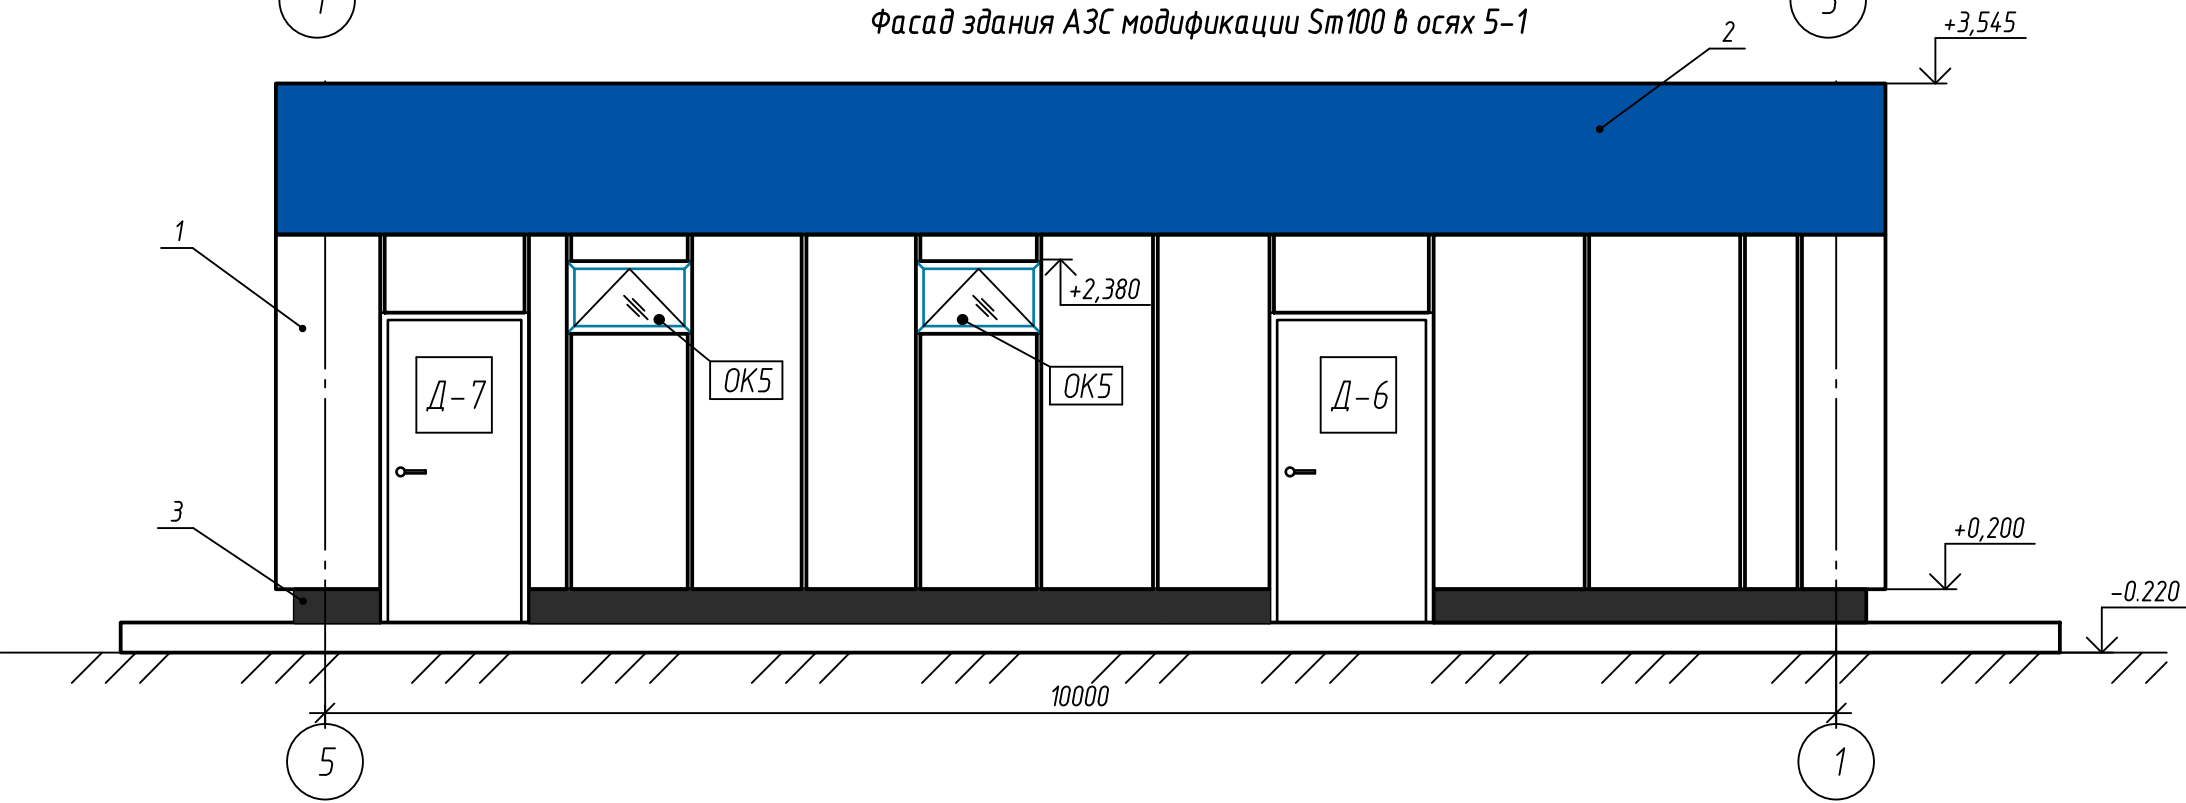 Фасад здания АЗС модификации Sm100 в осях 5-1
2
+3,545
1
+2,380
ОК5
ОК5
Д-7
Д-6
3
+0,200
-0.220
10000
5
1